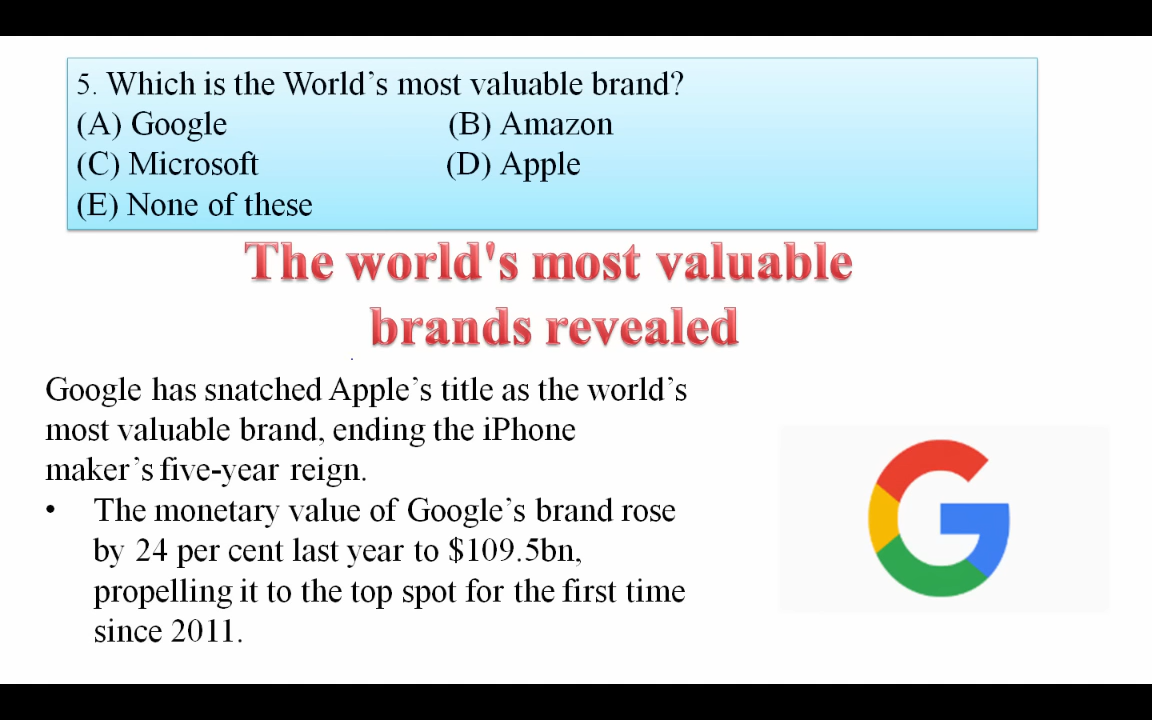 5. Which is the World’s most valuable brand?
(A) Google (B) Amazon
(C) Microsoft (D) Apple
(E) None of these
The world's most valuable
brands revealed
.
Google has snatched Apple’s title as the world’s
most valuable brand, ending the iPhone
maker’s five-year reign.
• The monetary value of Google’s brand rose
by 24 per cent last year to $109.5bn,
propelling it to the top spot for the first time
since 2011.
G